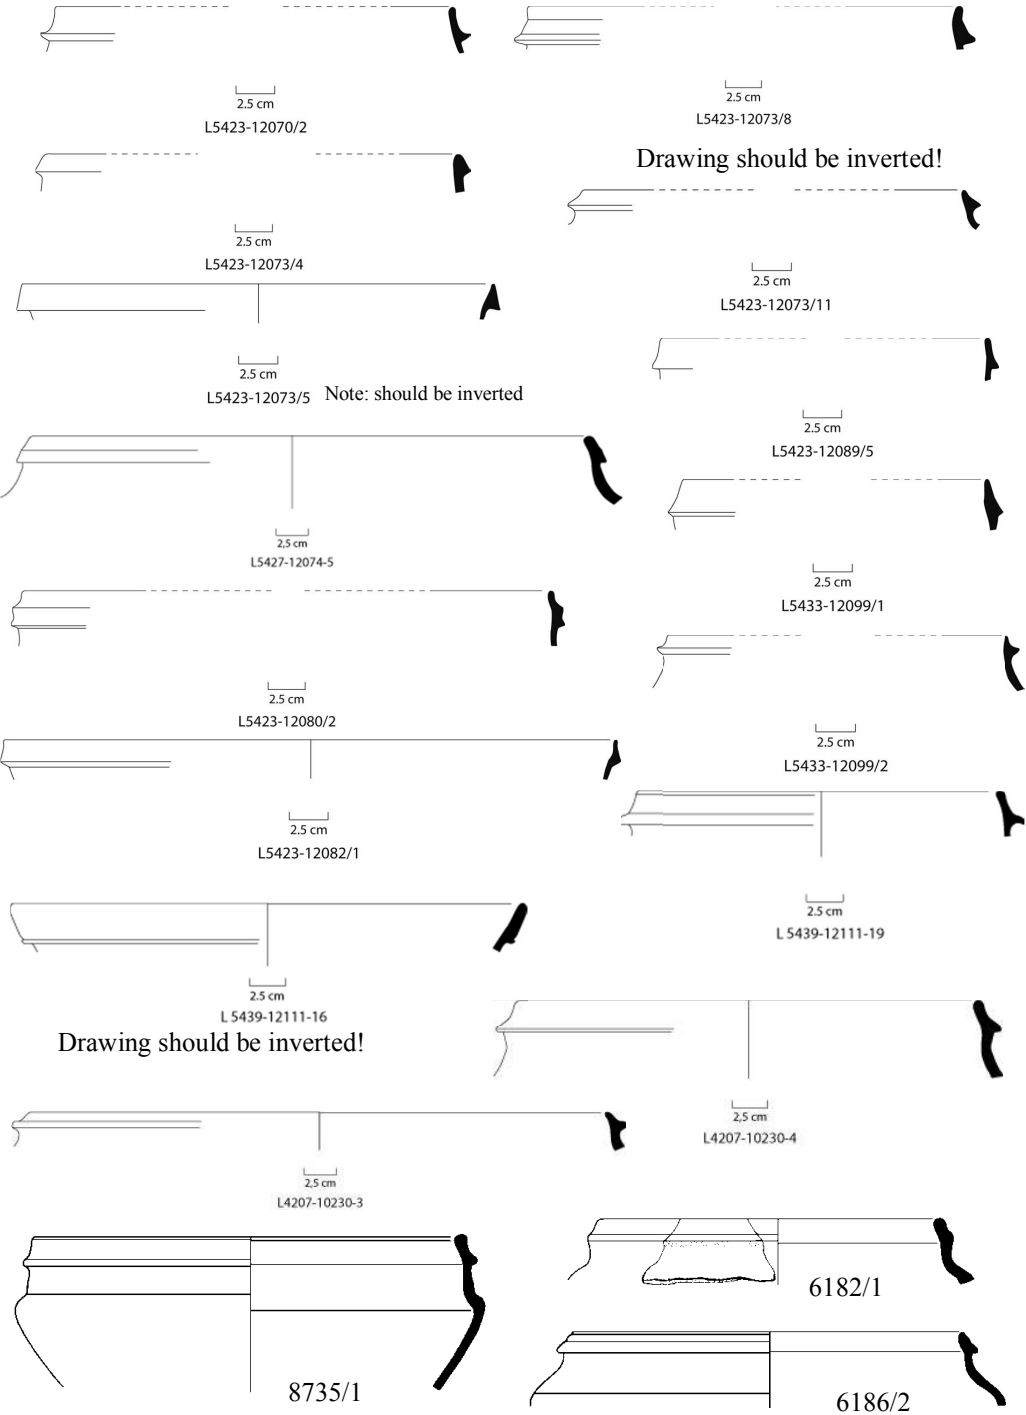 2.5 cm
L5423-12070/2
2.5 cm
L5423-12073/8
Drawing should be inverted!
2.5 cm
L5423-12073/4
2.5 cm
L5423-12073/11
2.5 cm
L5423-12073/5 Note: should be inverted
2.5 cm
L5423-12089/5
2,5 cm
L5427-12074-5
2.5 cm
L5433-12099/1
2.5 cm
L5423-12080/2
2.5 cm
L5433-12099/2
2.5 cm
L5423-12082/1
2.5 cm
L 5439-12111-19
2.5 cm
L 5439-12111-16
Drawing should be inverted!
2,5 cm
L4207-10230-4
2,5 cm
L4207-10230-3
6182/1
8735/1
6186/2